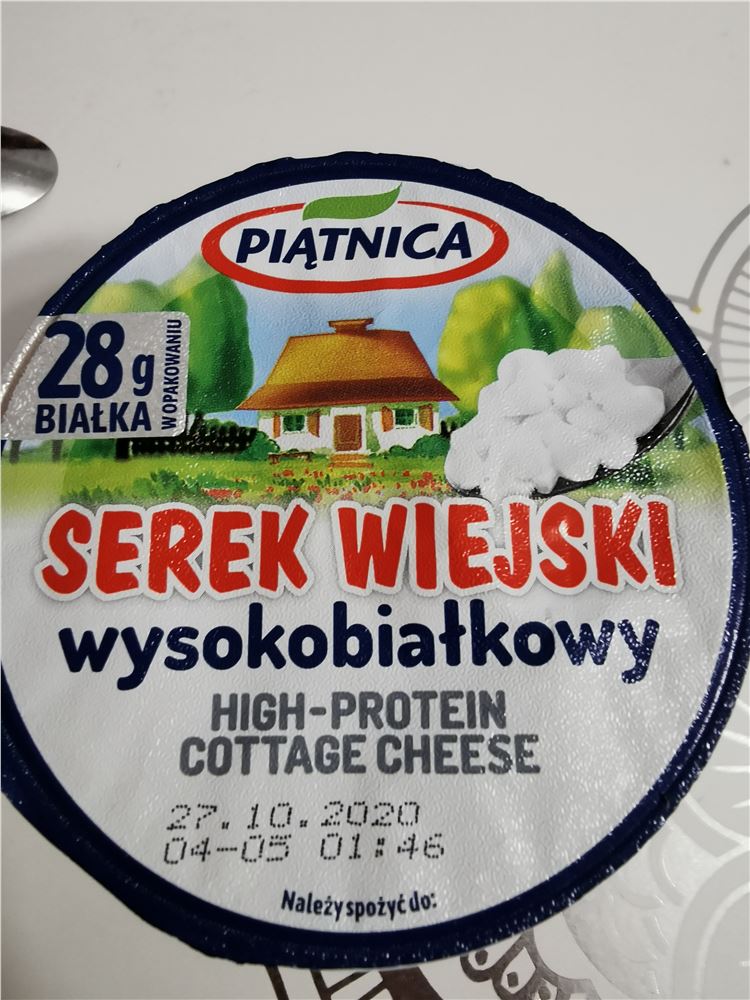 PIĄTNICA
28 g
BIAŁKA
W OPAKOWANIU
SEREK WIEJSKI
wysokobiałkowy
HIGH-PROTEIN
COTTAGE CHEESE
27.10.2020
04-05 01:46
Należy spożyć do: